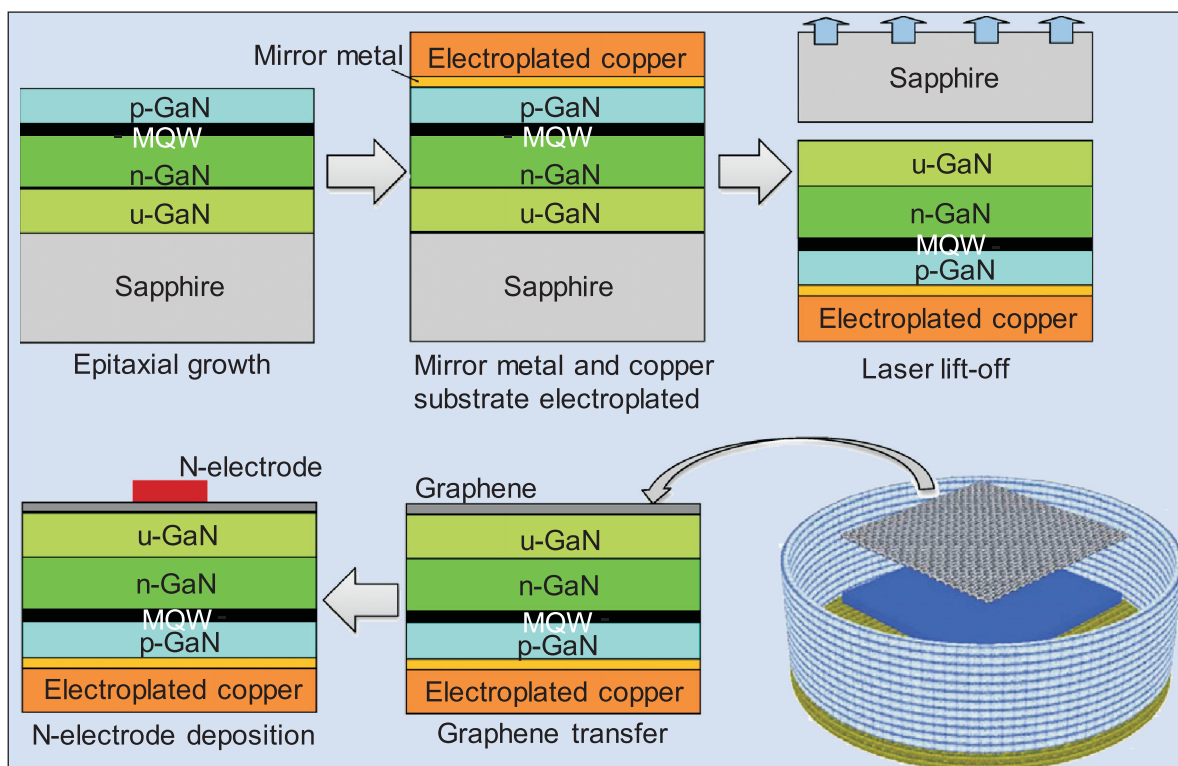 p-GaN
MQW
n-GaN
u-GaN
Sapphire
Epitaxial growth
Mirror metal
Electroplated copper
p-GaN
MQW
n-GaN
u-GaN
Sapphire
Mirror metal and copper
substrate electroplated
Sapphire
u-GaN
n-GaN
MQW
p-GaN
Electroplated copper
Laser lift-off
N-electrode
u-GaN
n-GaN
MQW
p-GaN
Electroplated copper
N-electrode deposition
Graphene
u-GaN
n-GaN
MQW
p-GaN
Electroplated copper
Graphene transfer